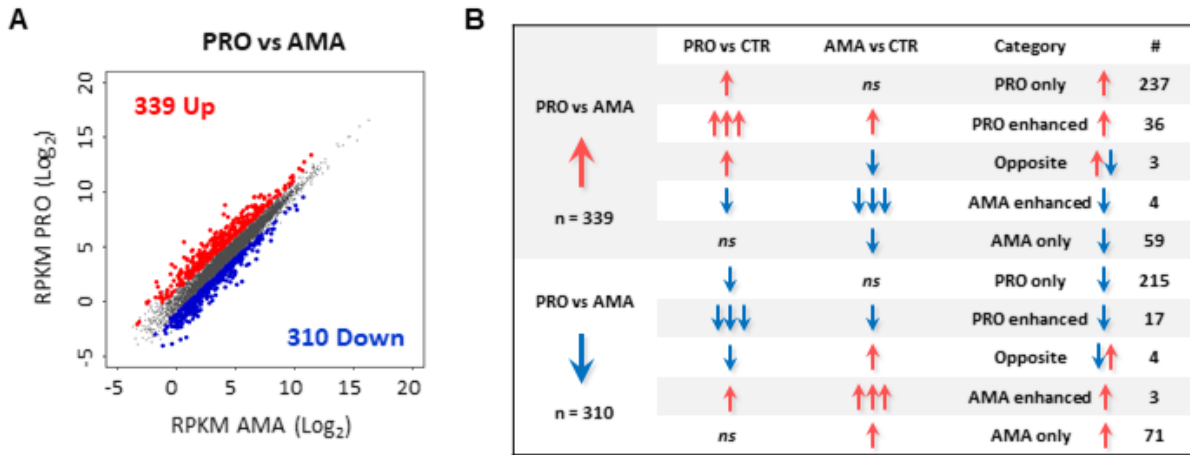 A
PRO vs AMA
339 Up
310 Down
RPKM PRO (Log2)
20
15
10
5
0
-5
-5 0 5 10 15 20
RPKM AMA (Log2)
B
PRO vs CTR AMA vs CTR Category #
PRO vs AMA
n = 339
ns PRO only 237
PRO enhanced 36
Opposite 3
AMA enhanced 4
ns AMA only 59
PRO vs AMA
n = 310
ns PRO only 215
PRO enhanced 17
Opposite 4
AMA enhanced 3
ns AMA only 71